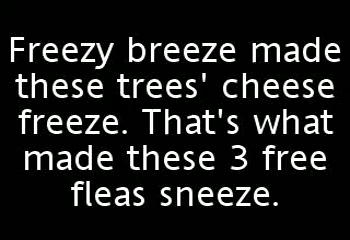 Freezy breeze made
these trees' cheese
freeze. That's what
made these 3 free
fleas sneeze.